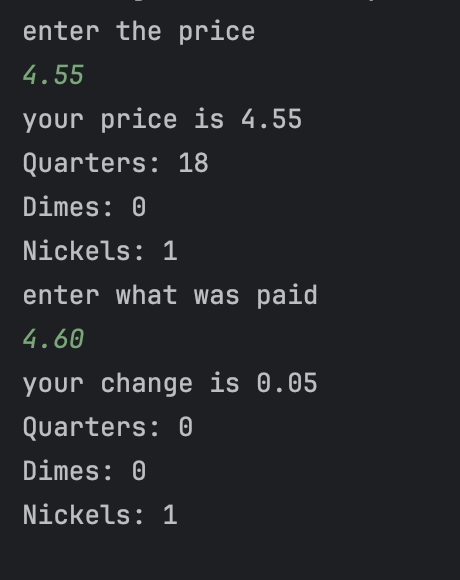 enter the price
4.55
your price is 4.55
Quarters: 18
Dimes: 0
Nickels: 1
enter what was paid
4.60
your change is 0.05
Quarters: 0
Dimes: 0
Nickels: 1